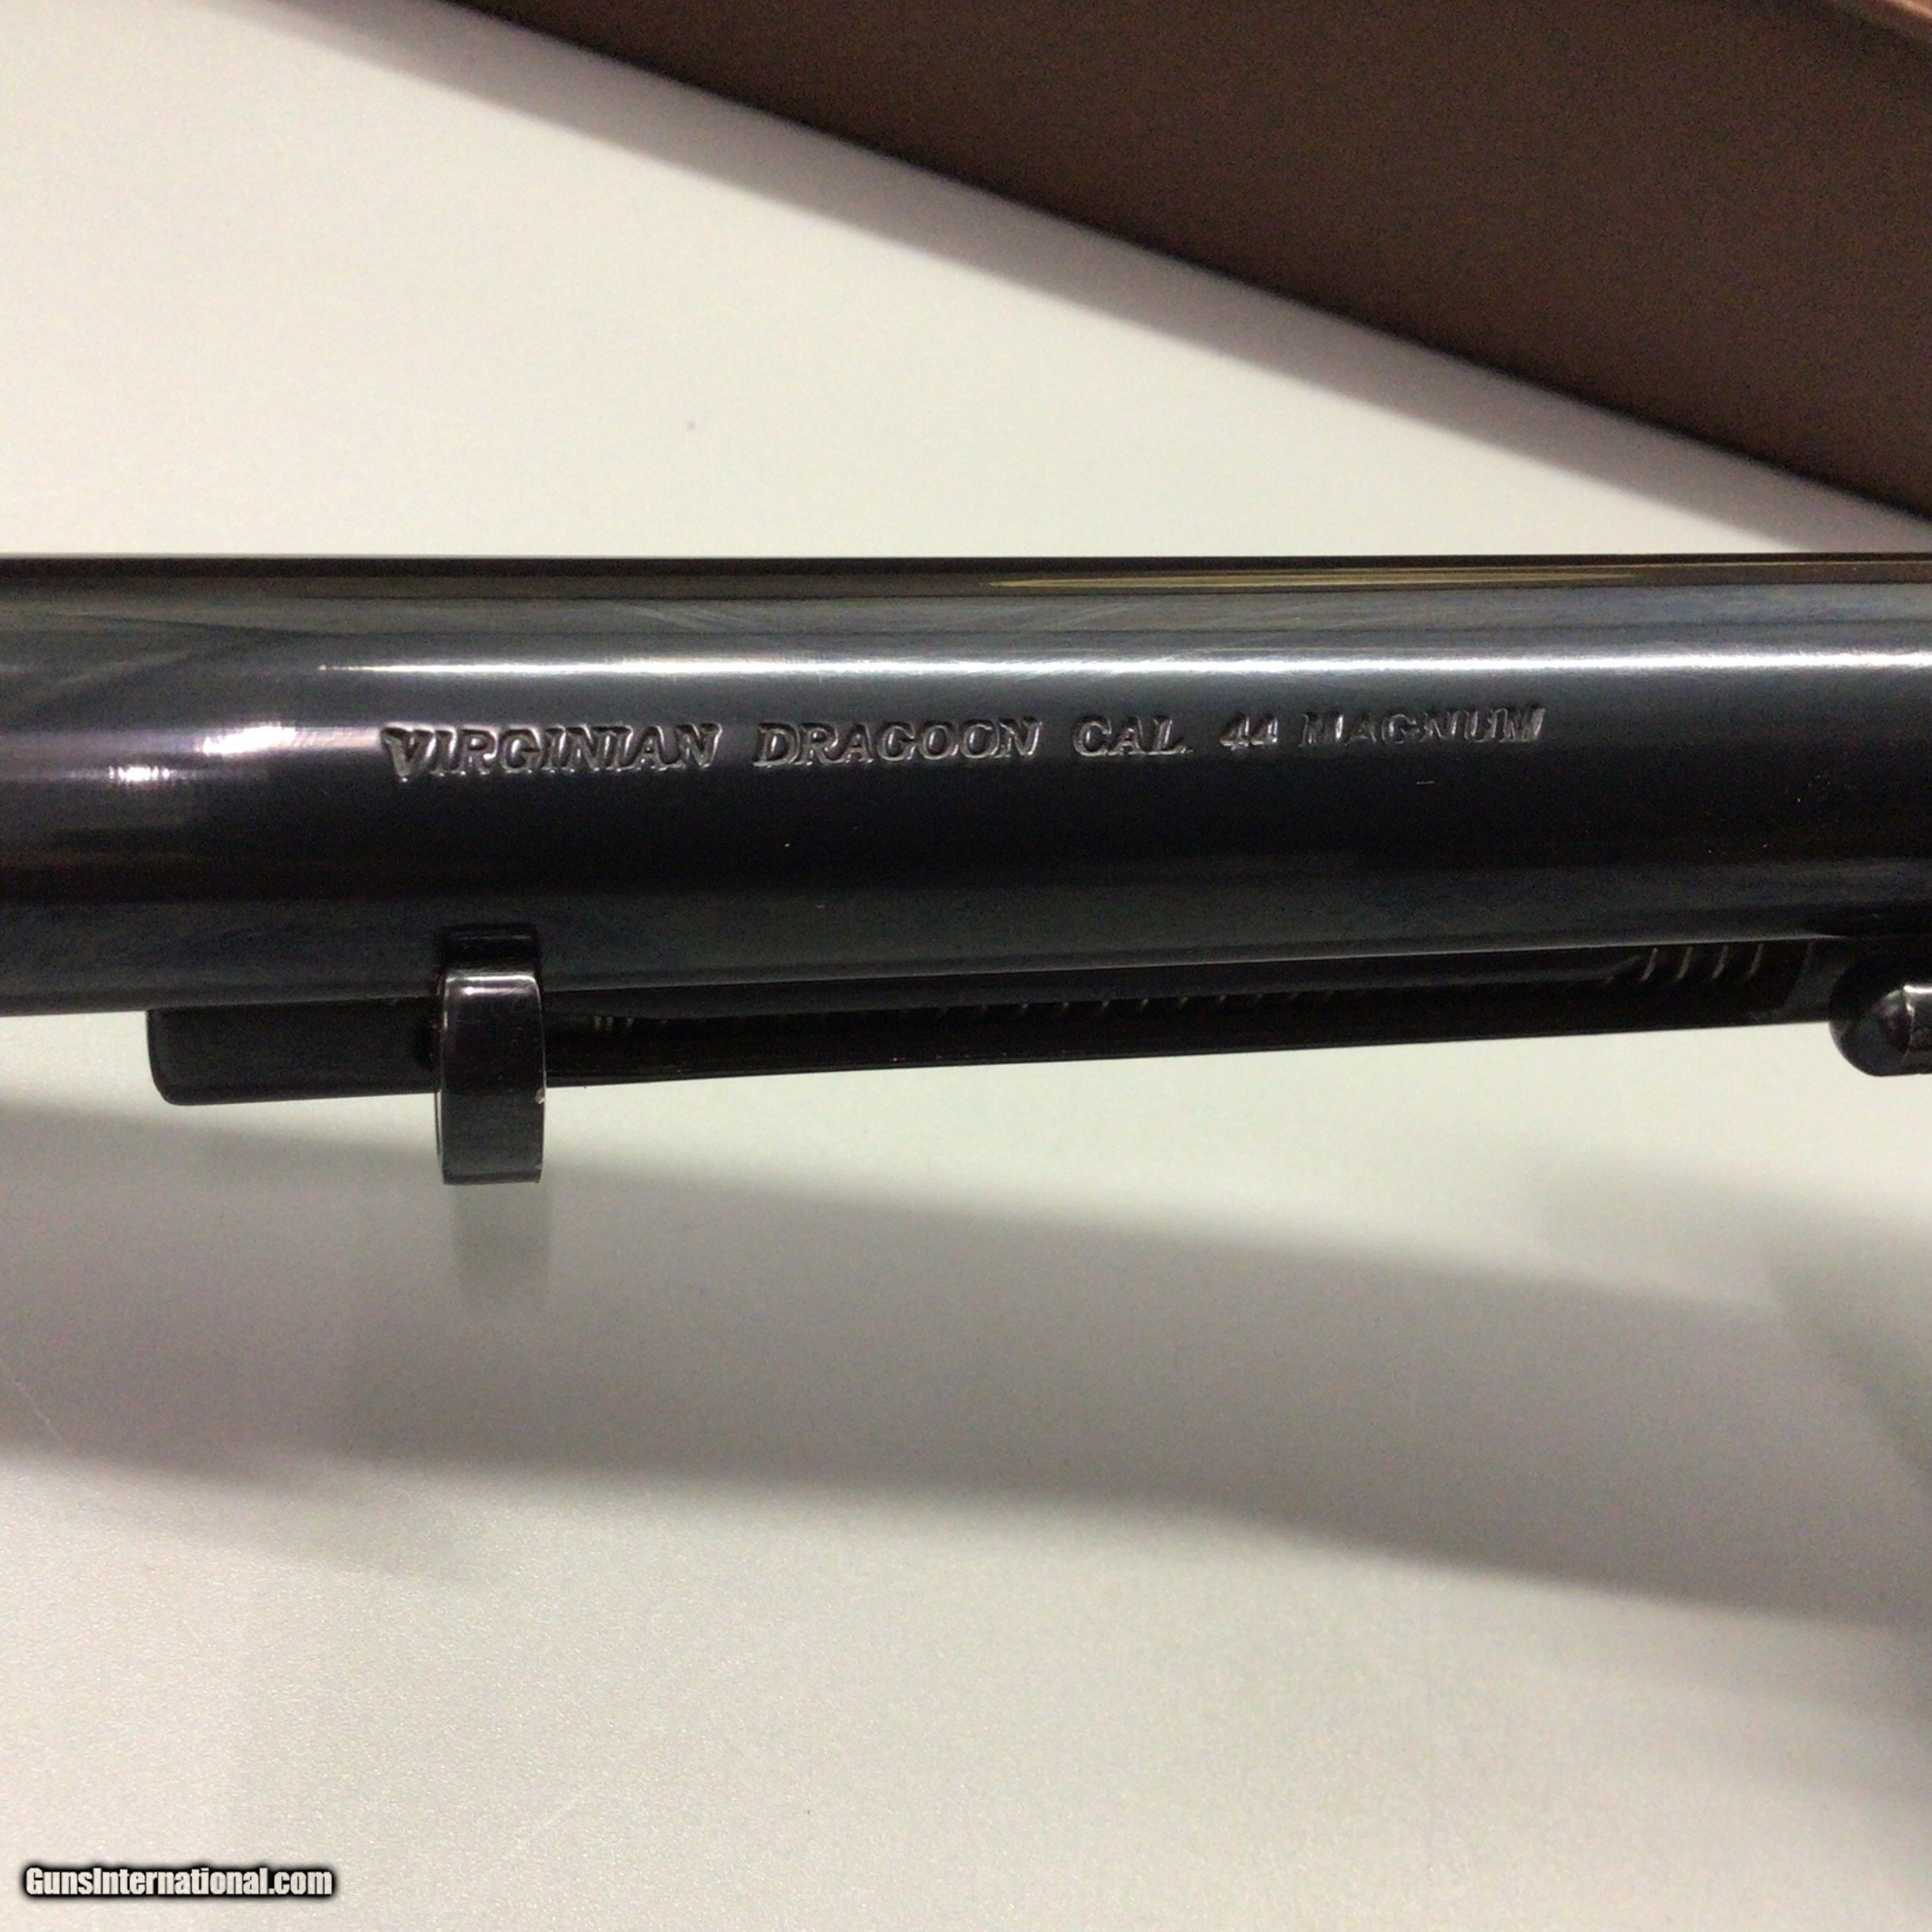 VIRGINIAN DRAGOON CAL. 44 MAGNUM
GunsInternational.com